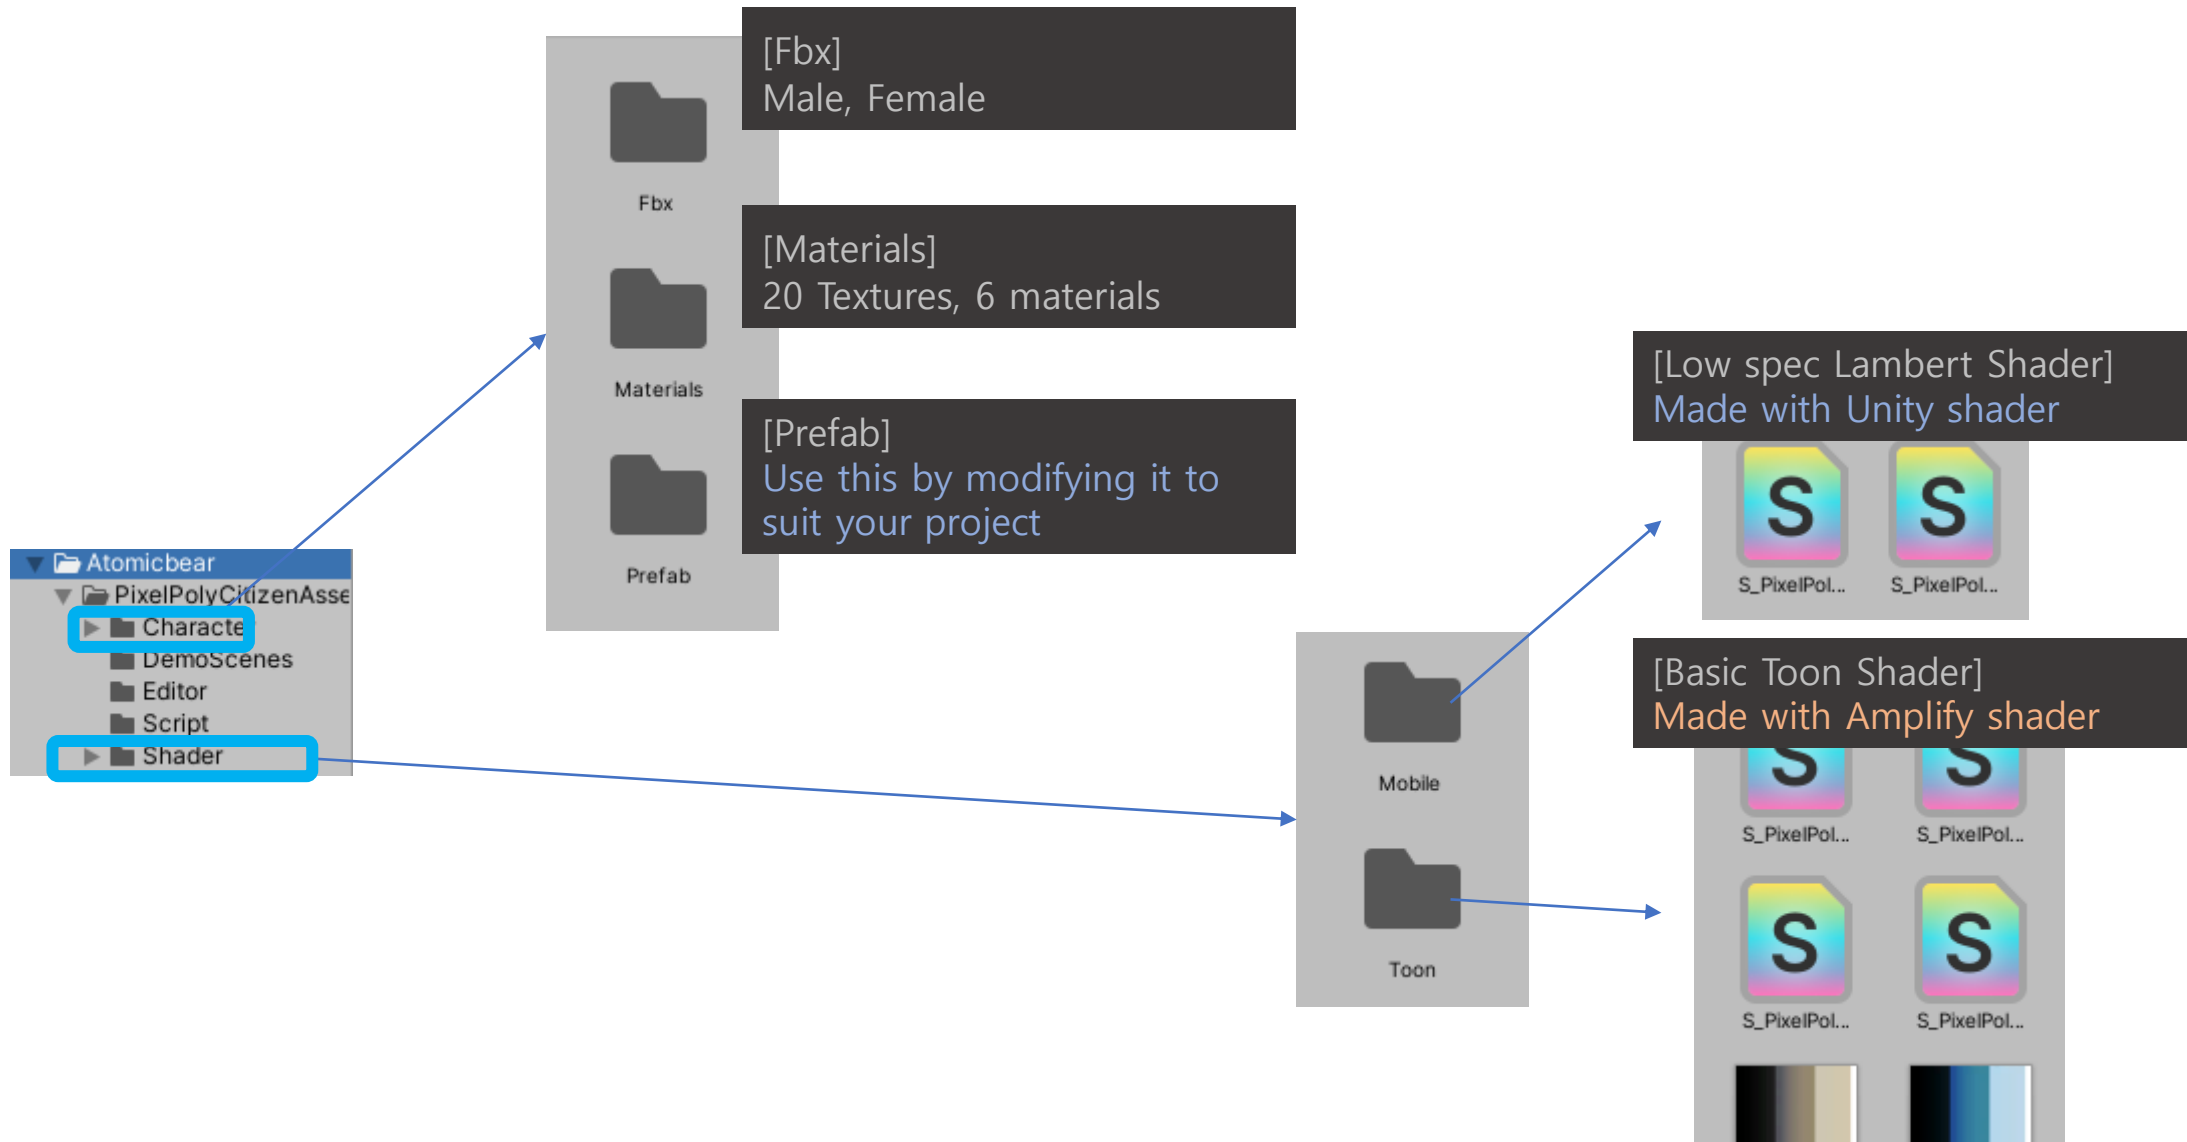 Atomicbear
PixelPolyCitizenAsse
Character
DemoScenes
Editor
Script
Shader
Fbx
Materials
Prefab
[Fbx]
Male, Female
[Materials]
20 Textures, 6 materials
[Prefab]
Use this by modifying it to
suit your project
Mobile
Toon
[Low spec Lambert Shader]
Made with Unity shader
S
S
S_PixelPol...
S_PixelPol...
[Basic Toon Shader]
Made with Amplify shader
S
S
S_PixelPol...
S_PixelPol...
S
S
S_PixelPol...
S_PixelPol...